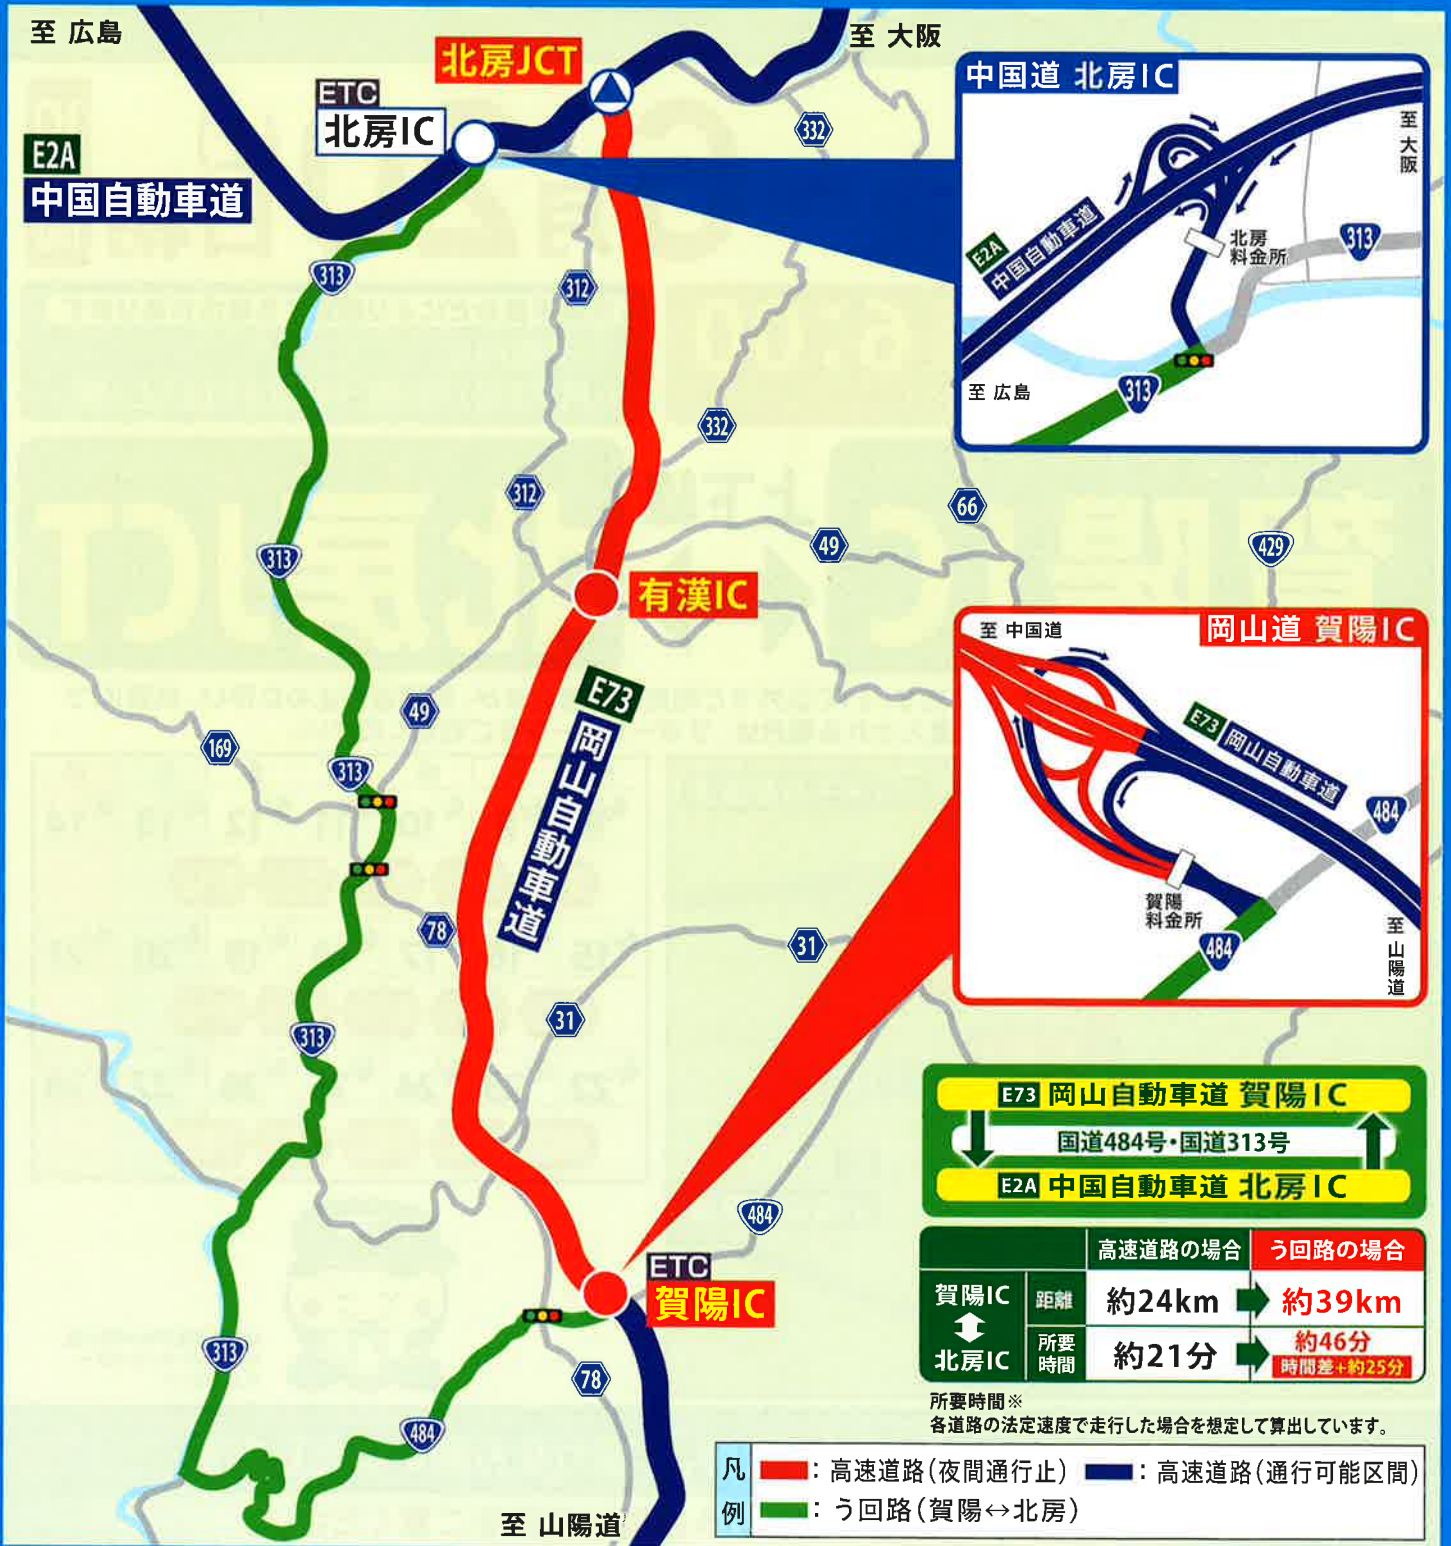 至 広島
至 大阪
北房JCT
ETC
北房IC
E2A
中国自動車道
332
313
312
332
312
313
49
66
429
有漢IC
E73
岡山自動車道
49
169
313
78
31
31
313
484
ETC
賀陽IC
313
78
484
至 山陽道
中国道 北房IC
至 大阪
E2A
中国自動車道
北房
料金所
313
313
至 広島
岡山道 賀陽IC
至 中国道
E73
岡山自動車道
484
賀陽
料金所
484
至 山陽道
E73 岡山自動車道 賀陽IC
国道484号・国道313号
E2A 中国自動車道 北房IC
高速道路の場合 う回路の場合
賀陽IC
北房IC
距離 約24km 約39km
所要
時間 約21分 約46分
時間差+約25分
所要時間※
各道路の法定速度で走行した場合を想定して算出しています。
凡例
：高速道路(夜間通行止) ：高速道路(通行可能区間)
：う回路(賀陽↔北房)